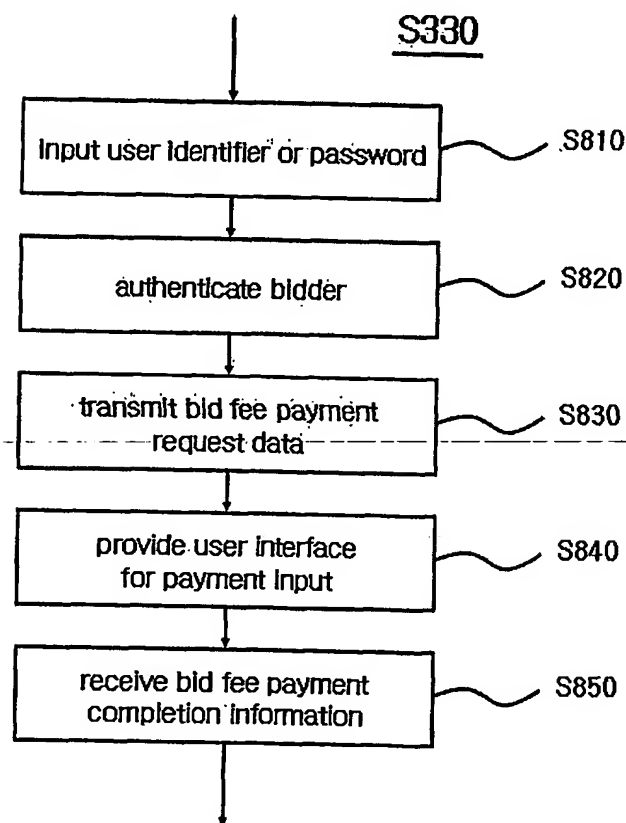 S330
input user identifier or password
S810
authenticate bidder
S820
transmit bid fee payment
request data
S830
provide user interface
for payment input
S840
receive bid fee payment
completion information
S850